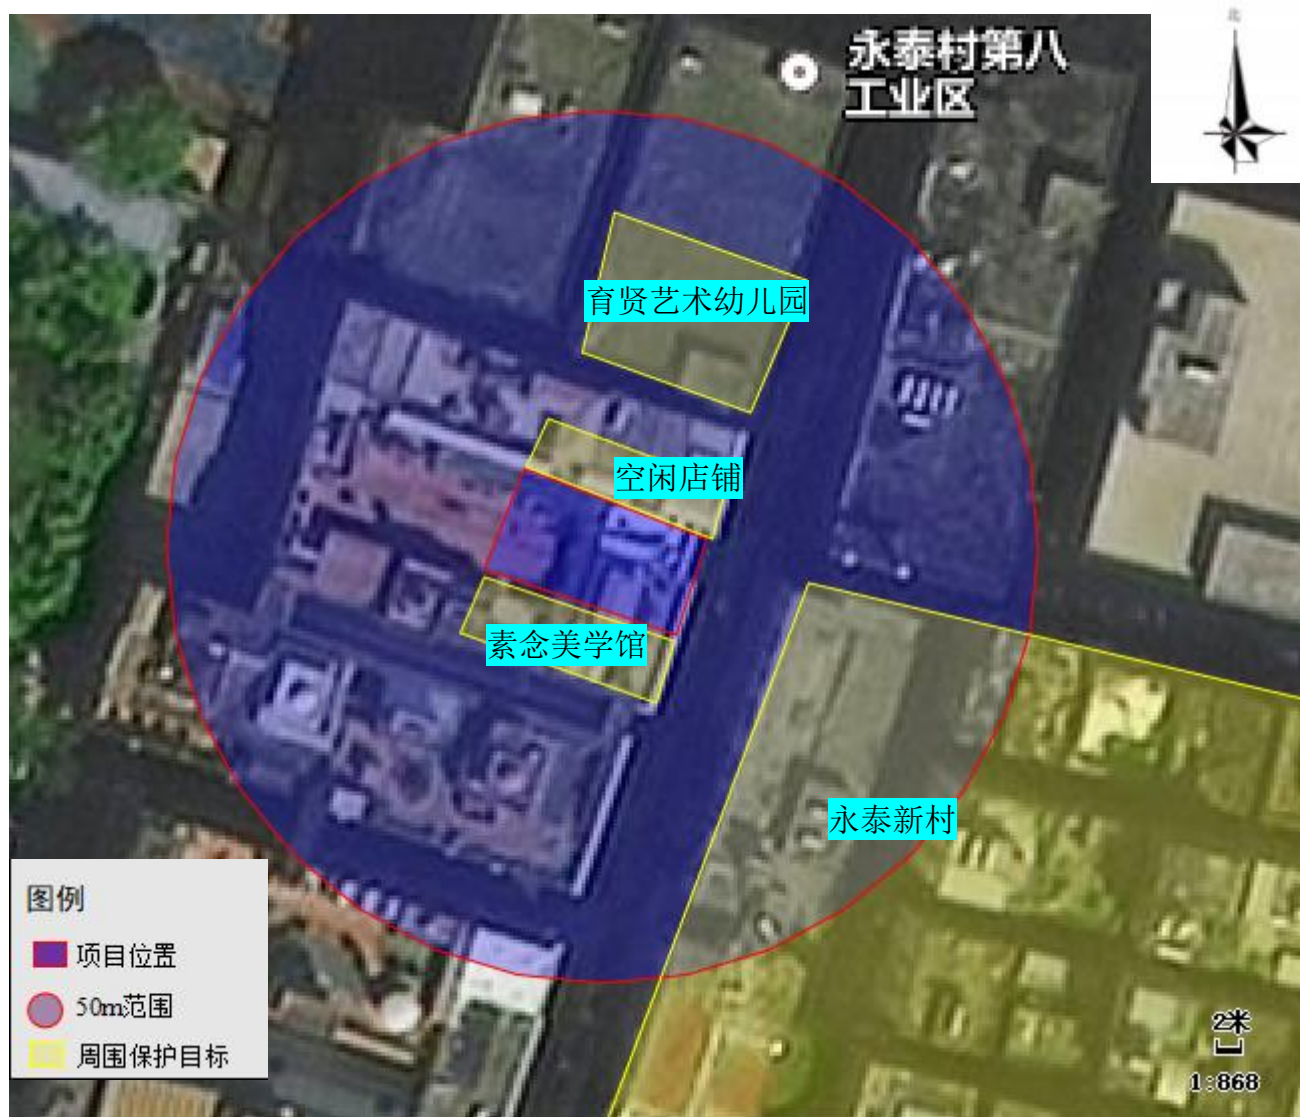 北
永泰村第八
工业区
育贤艺术幼儿园
空闲店铺
素念美学馆
永泰新村
图例
项目位置
50m范围
周围保护目标
2米
1:868